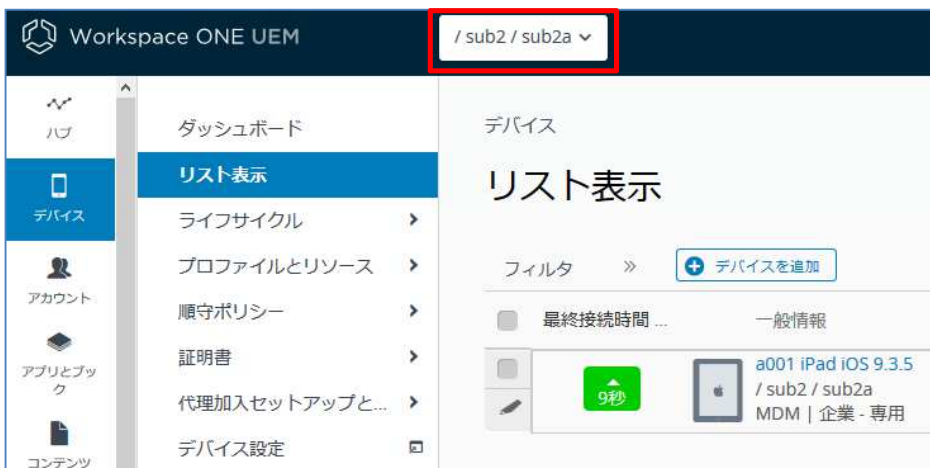 Workspace ONE UEM
/ sub2 / sub2a
ハブ
デバイス
アカウント
アプリとブッ
ク
コンテンツ
ダッシュボード
リスト表示
ライフサイクル
プロファイルとリソース
順守ポリシー
証明書
代理加入セットアップと...
デバイス設定
デバイス
リスト表示
フィルタ »
デバイスを追加
最終接続時間 ...
一般情報
9秒
a001 iPad iOS 9.3.5
/ sub2 / sub2a
MDM | 企業 - 専用